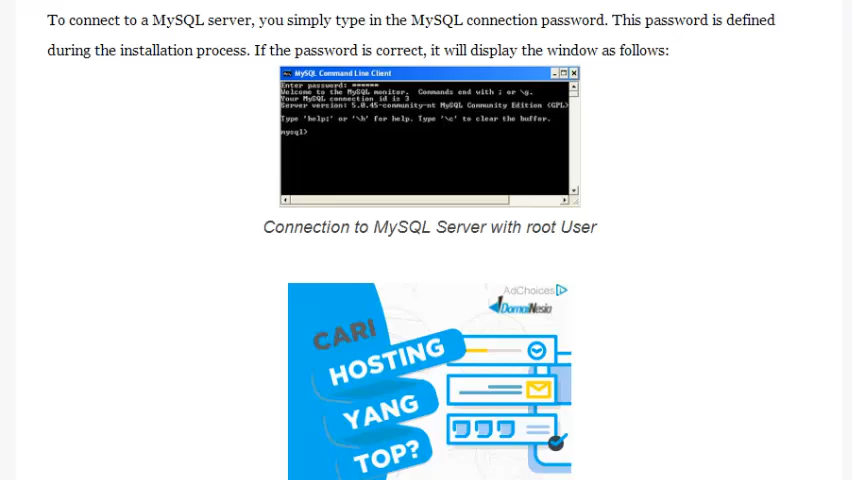 To connect to a MySQL server, you simply type in the MySQL connection password. This password is defined
during the installation process. If the password is correct, it will display the window as follows:
MySQL Command Line Client
Enter password: ******
Welcome to the MySQL monitor.  Commands end with ; or \g.
Your MySQL connection id is 3
Server version: 5.0.45-community-nt MySQL Community Edition (GPL)
Type 'help;' or '\h' for help. Type '\c' to clear the buffer.
mysql>
Connection to MySQL Server with root User
AdChoices
DomaiNesia
CARI
HOSTING
YANG
TOP?